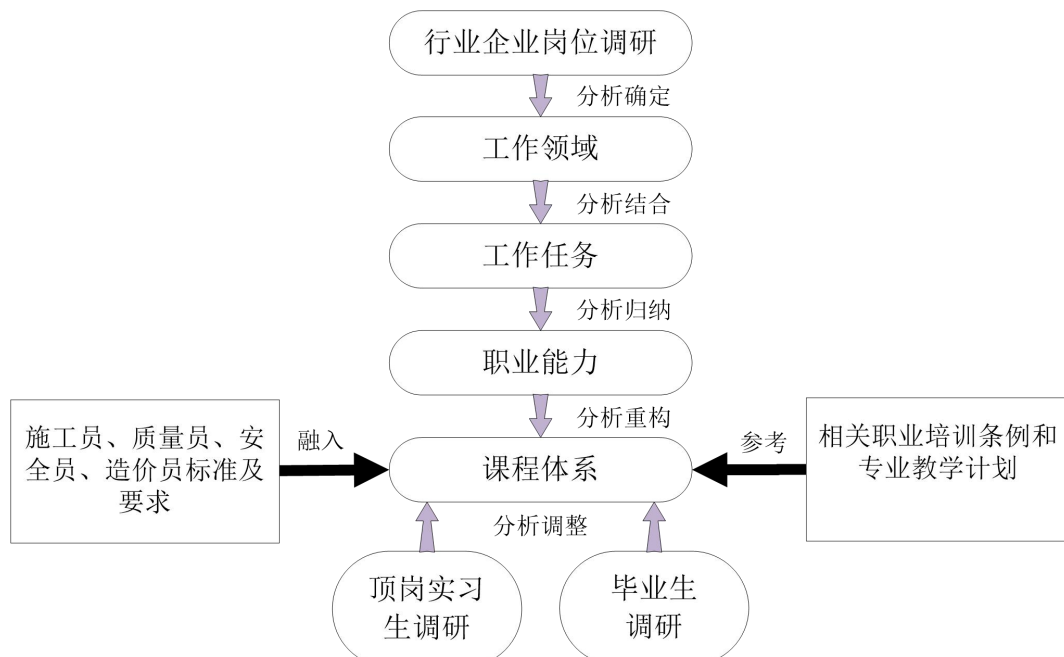 行业企业岗位调研
分析确定
工作领域
分析结合
工作任务
分析归纳
职业能力
分析重构
施工员、质量员、安
全员、造价员标准及
要求
融入
课程体系
参考
相关职业培训条例和
专业教学计划
分析调整
顶岗实习
生调研
毕业生
调研